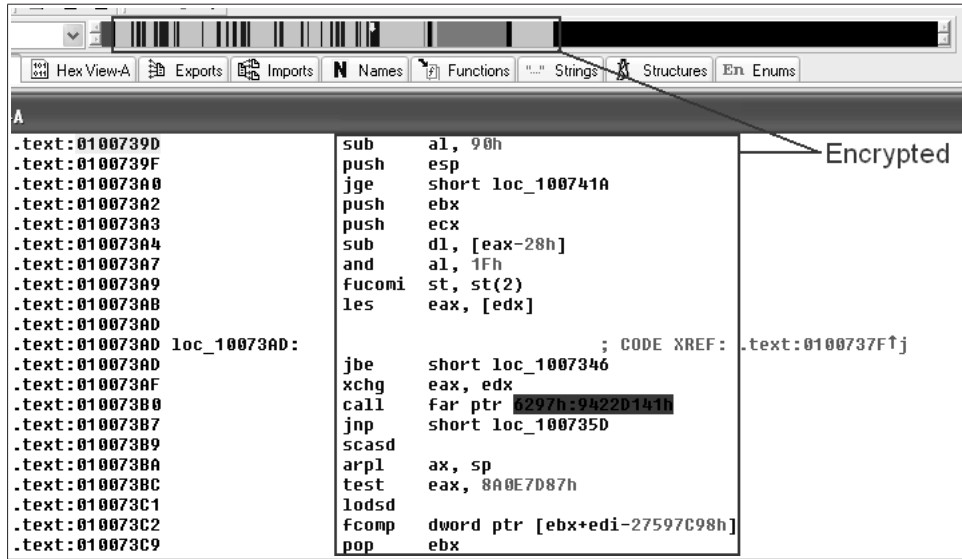 Hex View-A Exports Imports N Names Functions "..." Strings Structures En Enums
A
.text:0100739D sub al, 90h
Encrypted
.text:0100739F push esp
.text:010073A0 jge short loc_100741A
.text:010073A2 push ebx
.text:010073A3 push ecx
.text:010073A4 sub dl, [eax-28h]
.text:010073A7 and al, 1Fh
.text:010073A9 fucomi st, st(2)
.text:010073AB les eax, [edx]
.text:010073AD
.text:010073AD loc_10073AD: ; CODE XREF: .text:0100737F↑j
.text:010073AD jbe short loc_1007346
.text:010073AF xchg eax, edx
.text:010073B0 call far ptr 6297h:9422D141h
.text:010073B7 jnp short loc_100735D
.text:010073B9 scasd
.text:010073BA arpl ax, sp
.text:010073BC test eax, 8A0E7D87h
.text:010073C1 lodsd
.text:010073C2 fcomp dword ptr [ebx+edi-27597C98h]
.text:010073C9 pop ebx